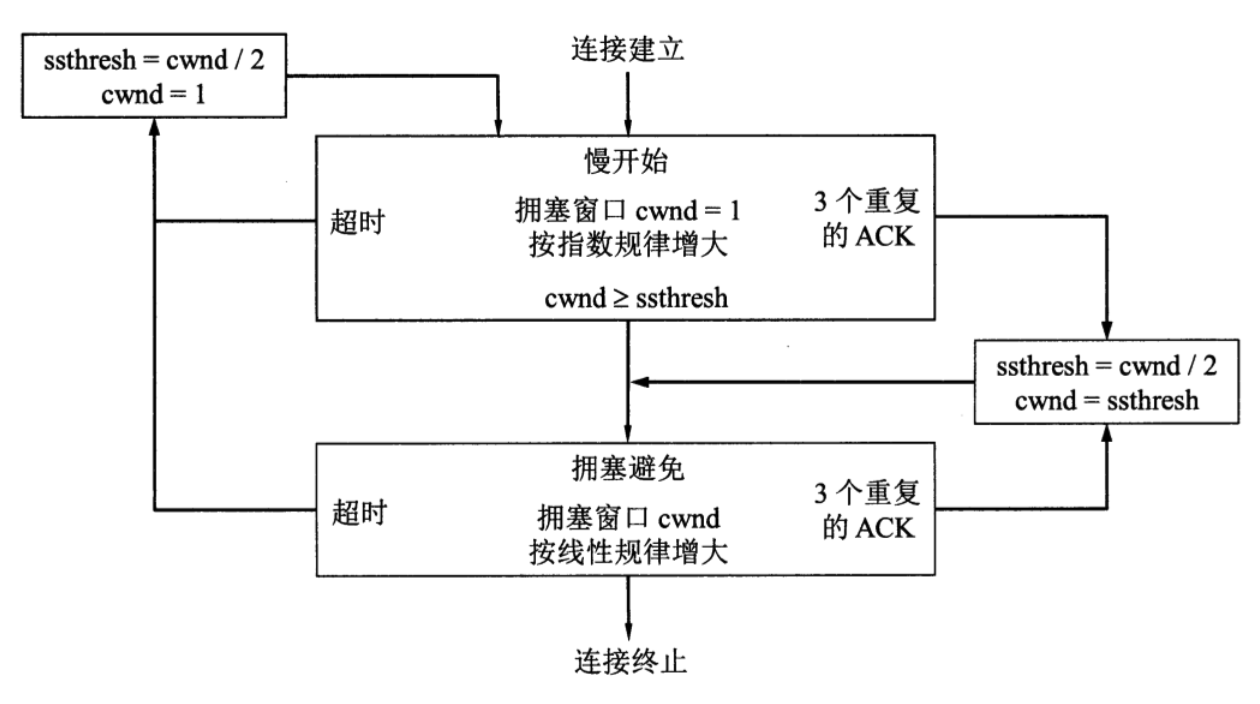 ssthresh = cwnd / 2
cwnd = 1
连接建立
慢开始
超时
拥塞窗口 cwnd = 1
按指数规律增大
3 个重复
的 ACK
cwnd ≥ ssthresh
ssthresh = cwnd / 2
cwnd = ssthresh
拥塞避免
超时
拥塞窗口 cwnd
按线性规律增大
3 个重复
的 ACK
连接终止